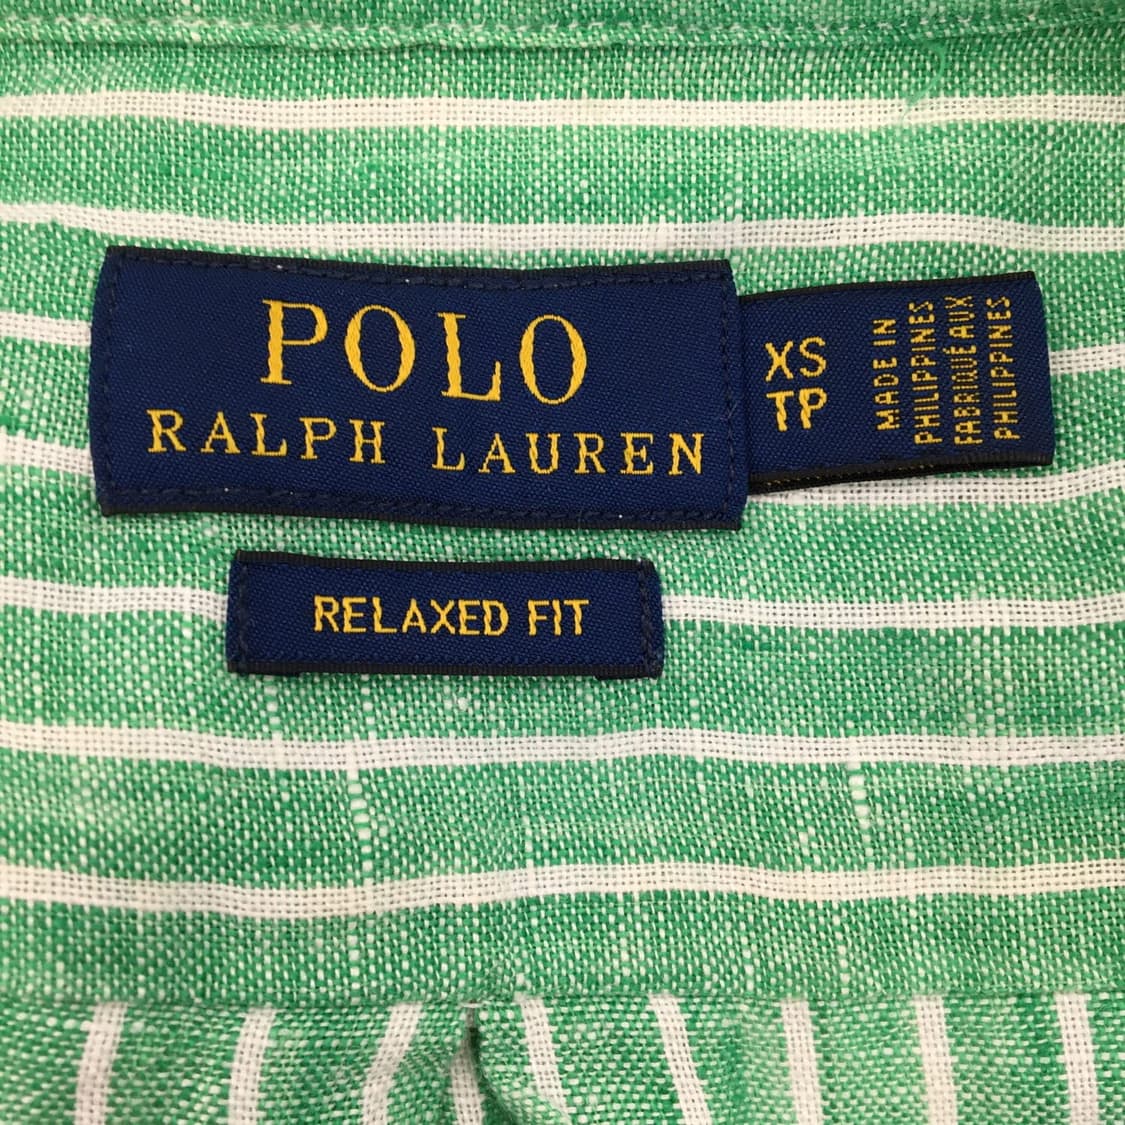 POLO
RALPH LAUREN
XS
TP
MADE IN
PHILIPPINES
FABRIQUÉ AUX
PHILIPPINES
RELAXED FIT